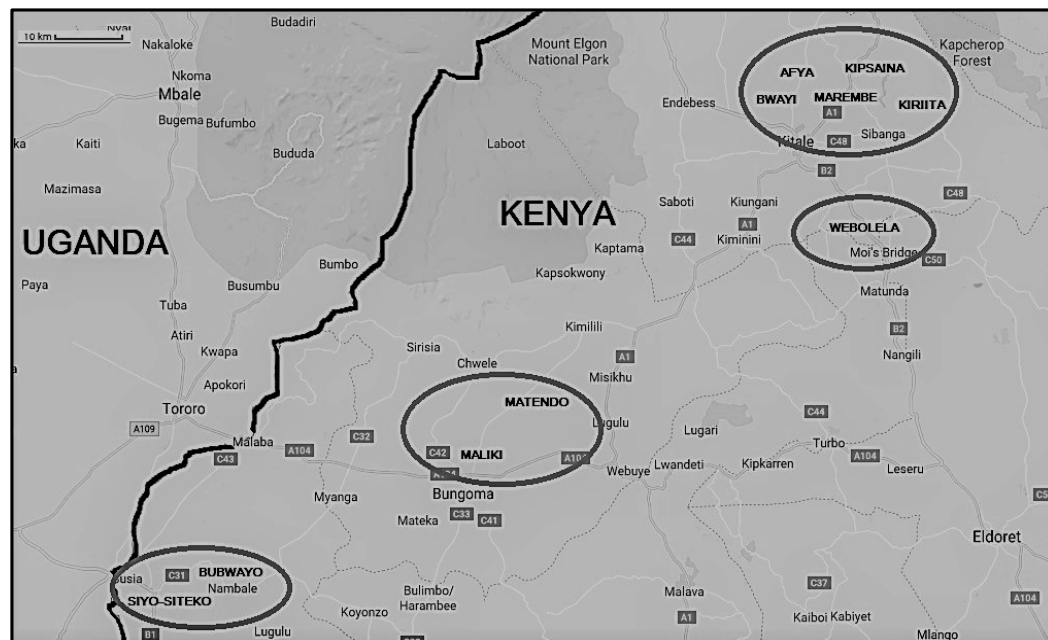 10 km
Budadiri
Nakaloke
Mount Elgon
National Park
Kapcherop
Forest
Nkoma
Mbale
AFYA
KIPSAINA
BWAYI
MAREMBE
KIRIITA
Endebess
Bugema
Bufumbo
A1
Kaiti
Bududa
Laboot
Kitale
C48
Sibanga
B2
Mazimasa
Saboti
Kiungani
C48
KENYA
A1
WEBOLELA
UGANDA
Kaptama
C44
Kiminini
Moi's Bridge
C50
Bumbo
Kapsokwony
Paya
Busumbu
Matunda
Tuba
Atiri
Kimilili
B2
Kwapa
Sirisia
Chwele
A1
Nangili
Apokori
Misikhu
Tororo
MATENDO
C44
A109
Malaba
C32
Lugulu
Lugari
Turbo
C43
A104
C42
MALIKI
A104
A104
A104
Webuye
Lwandeti
Kipkarren
Leseru
Myanga
Bungoma
Mateka
C33
C41
Eldoret
Busia
C31
BUBWAYO
Nambale
Bulimbo/
Harambee
Malava
C37
A104
SIYO-SITEKO
Koyonzo
A1
Kaiboi
Kabiyet
B1
Lugulu
Mlango